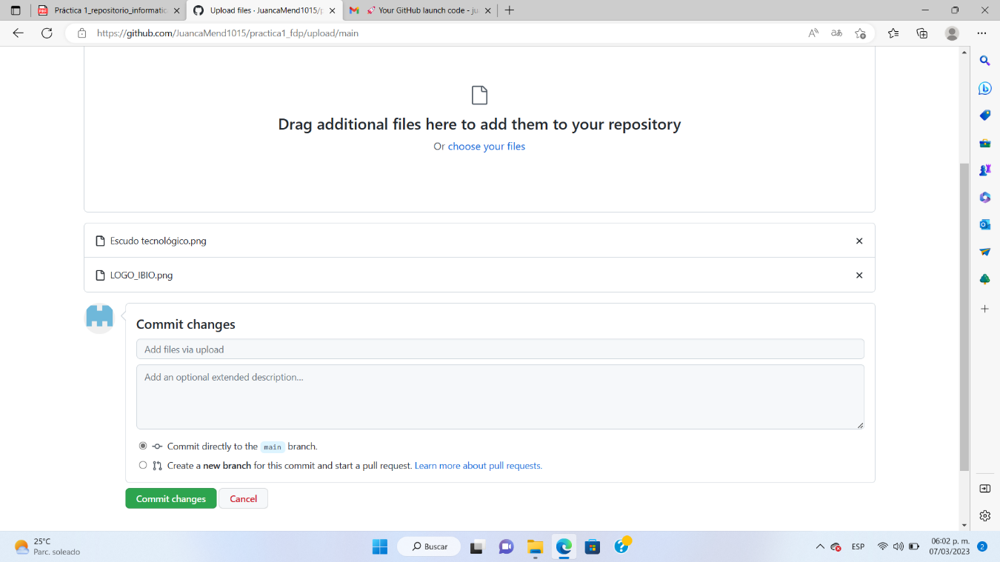 Práctica 1_repositorio_informatic
Upload files · JuancaMend1015/p
Your GitHub launch code - ju
https://github.com/JuancaMend1015/practica1_fdp/upload/main
Drag additional files here to add them to your repository
Or choose your files
Escudo tecnológico.png
LOGO_IBIO.png
Commit changes
Add files via upload
Add an optional extended description...
Commit directly to the main branch.
Create a new branch for this commit and start a pull request. Learn more about pull requests.
Commit changes
Cancel
25°C
Parc. soleado
Buscar
ESP
06:02 p. m.
07/03/2023
2